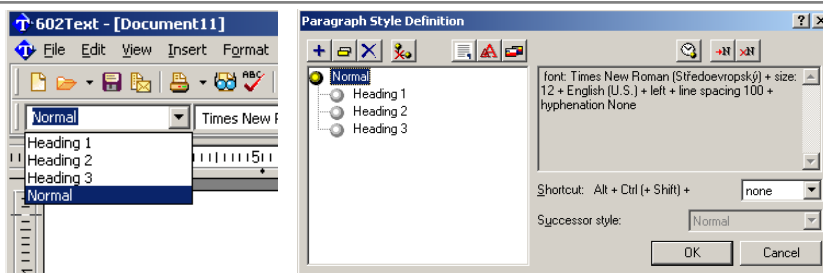 602Text - [Document11]
File Edit View Insert Format
ABC
Normal
Times New
Heading 1
Heading 2
Heading 3
Normal
5
Paragraph Style Definition
Normal
Heading 1
Heading 2
Heading 3
font: Times New Roman (Středoevropský) + size:
12 + English (U.S.) + left + line spacing 100 +
hyphenation None
Shortcut: Alt + Ctrl (+ Shift) +
none
Successor style:
Normal
OK
Cancel